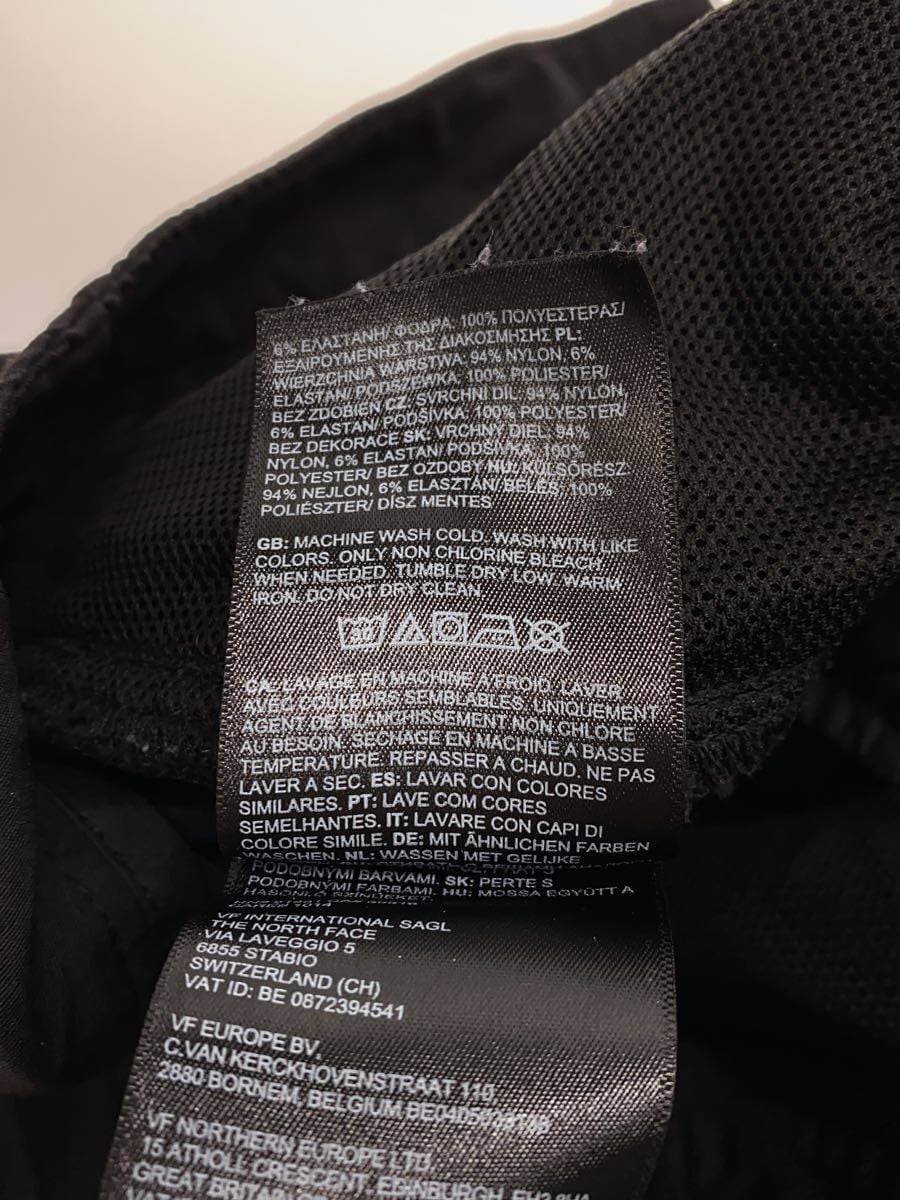 6% ΕΛΑΣΤΑΝΗ/ ΦΟΔΡΑ: 100% ΠΟΛΥΕΣΤΕΡΑΣ/
ΕΞΑΙΡΟΥΜΕΝΗΣ ΤΗΣ ΔΙΑΚΟΣΜΗΣΗΣ PL:
WIERZCHNIA WARSTWA: 94% NYLON, 6%
ELASTAN/ PODSZEWKA: 100% POLIESTER/
BEZ ZDOBIEŃ CZ: SVRCHNÍ DÍL: 94% NYLON,
6% ELASTAN/ PODŠÍVKA: 100% POLYESTER/
BEZ DEKORACE SK: VRCHNÝ DIEL: 94%
NYLON, 6% ELASTAN/ PODŠÍVKA: 100%
POLYESTER/ BEZ OZDOBY HU: KÜLSŐRÉSZ:
94% NEJLON, 6% ELASZTÁN/ BÉLÉS: 100%
POLIÉSZTER/ DÍSZ MENTES
GB: MACHINE WASH COLD. WASH WITH LIKE
COLORS. ONLY NON CHLORINE BLEACH
WHEN NEEDED. TUMBLE DRY LOW. WARM
IRON. DO NOT DRY CLEAN
30
CA: LAVAGE EN MACHINE A FROID. LAVER
AVEC COULEURS SEMBLABLES. UNIQUEMENT
AGENT DE BLANCHISSEMENT NON CHLORE
AU BESOIN. SECHAGE EN MACHINE A BASSE
TEMPERATURE. REPASSER A CHAUD. NE PAS
LAVER A SEC. ES: LAVAR CON COLORES
SIMILARES. PT: LAVE COM CORES
SEMELHANTES. IT: LAVARE CON CAPI DI
COLORE SIMILE. DE: MIT ÄHNLICHEN FARBEN
WASCHEN. NL: WASSEN MET GELIJKE
PODOBNÝMI BARVAMI. SK: PERTE S
PODOBNÝMI FARBAMI. HU: MOSSA EGYÜTT A
HASONLÓ SZINŰEKET.
VF INTERNATIONAL SAGL
THE NORTH FACE
VIA LAVEGGIO 5
6855 STABIO
SWITZERLAND (CH)
VAT ID: BE 0872394541
VF EUROPE BV,
C.VAN KERCKHOVENSTRAAT 110,
2880 BORNEM, BELGIUM
VF NORTHERN EUROPE LTD,
15 ATHOLL CRESCENT, EDINBURGH,
GREAT BRITAIN